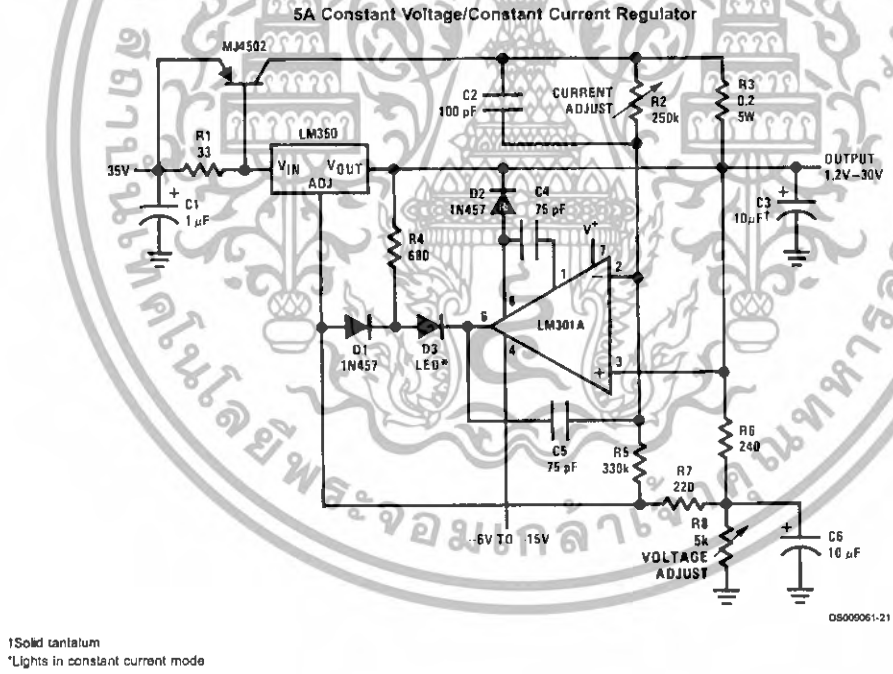 5A Constant Voltage/Constant Current Regulator
MJ4502
C2
100 pF
CURRENT
ADJUST
R2
250k
R3
0.2
5W
R1
33
LM350
35V
VIN
VOUT
ADJ
OUTPUT
1.2V–30V
C1
1 μF
D2
1N457
C4
75 pF
C3
10μF†
R4
680
V+
7
1
2
8
LM301A
6
4
3
D1
1N457
D3
LED*
C5
75 pF
R5
330k
R6
240
R7
220
R8
5k
VOLTAGE
ADJUST
C6
10 μF
-6V TO -15V
OS009061-21
†Solid tantalum
*Lights in constant current mode